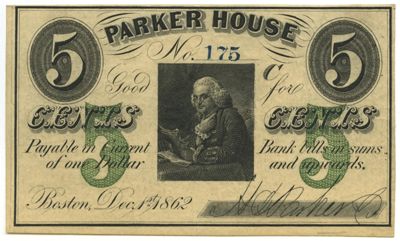 PARKER HOUSE
5 No. 175 5
Good for
CENTS CENTS
5 5
Payable in Current Bank bills in sums
of one Dollar and upwards.
Boston, Dec. 1st 1862 H D Parker